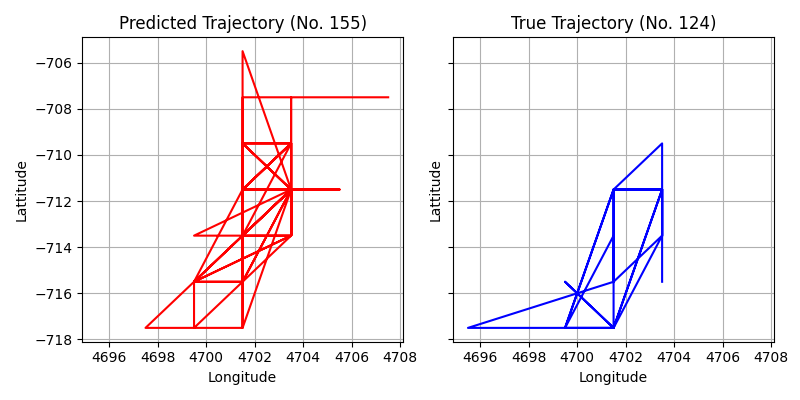 Predicted Trajectory (No. 155)
True Trajectory (No. 124)
−706
−708
−710
−712
−714
−716
−718
Lattitude
Lattitude
4696 4698 4700 4702 4704 4706 4708
4696 4698 4700 4702 4704 4706 4708
Longitude
Longitude